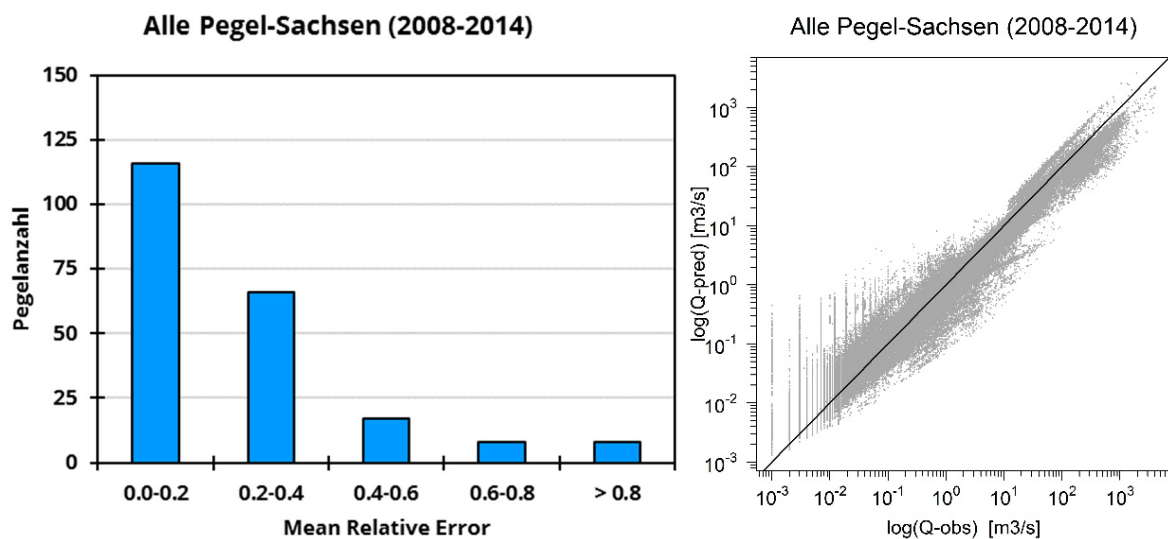 Alle Pegel-Sachsen (2008-2014)
150
125
100
75
50
25
0
Pegelanzahl
0.0-0.2 0.2-0.4 0.4-0.6 0.6-0.8 > 0.8
Mean Relative Error
Alle Pegel-Sachsen (2008-2014)
10³
10²
10¹
10⁰
10⁻¹
10⁻²
10⁻³
log(Q-pred) [m3/s]
10⁻³ 10⁻² 10⁻¹ 10⁰ 10¹ 10² 10³
log(Q-obs) [m3/s]